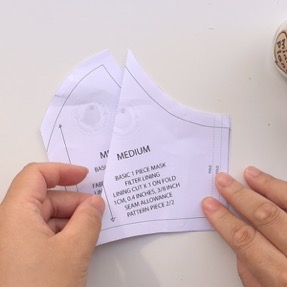 MEDIUM
BASIC 1 PIECE MASK
FILTER LINING
LINING CUT X 1 ON FOLD
1CM, 0.4 INCHES, 3/8 INCH
SEAM ALLOWANCE
PATTERN PIECE 2/2